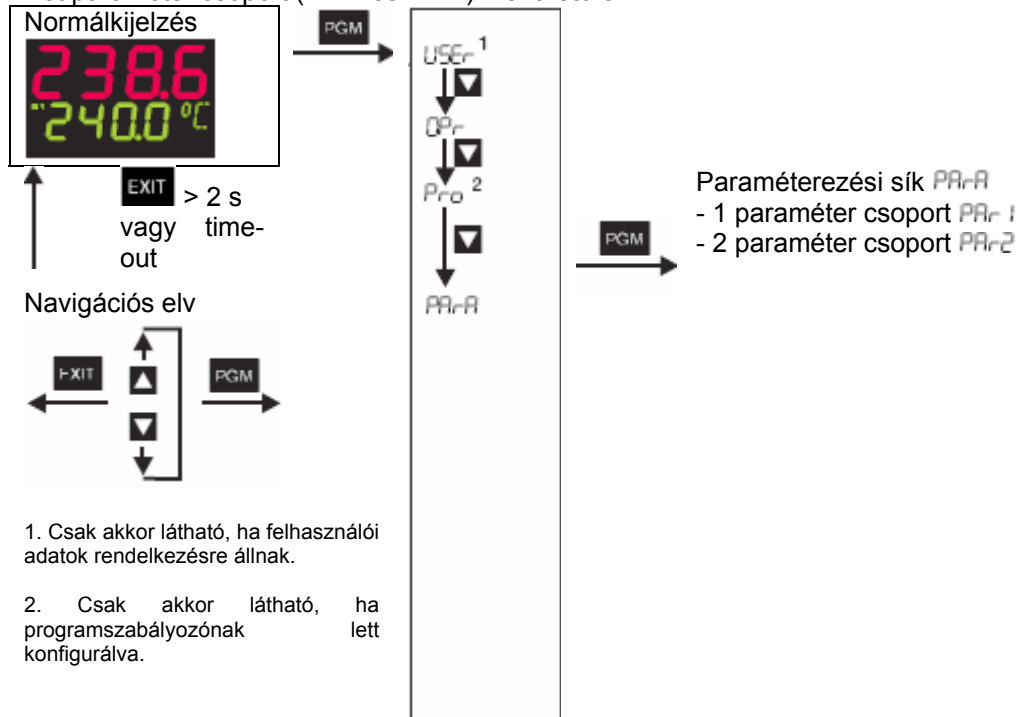 Normálkijelzés
238.6
240.0 °C
PGM
EXIT > 2 s
vagy time-
out
Navigációs elv
EXIT
PGM
1. Csak akkor látható, ha felhasználói
adatok rendelkezésre állnak.
2. Csak akkor látható, ha
programszabályozónak lett
konfigurálva.
USEr 1
OPr
Pro 2
PArA
PGM
Paraméterezési sík PArA
- 1 paraméter csoport PAr1
- 2 paraméter csoport PAr2